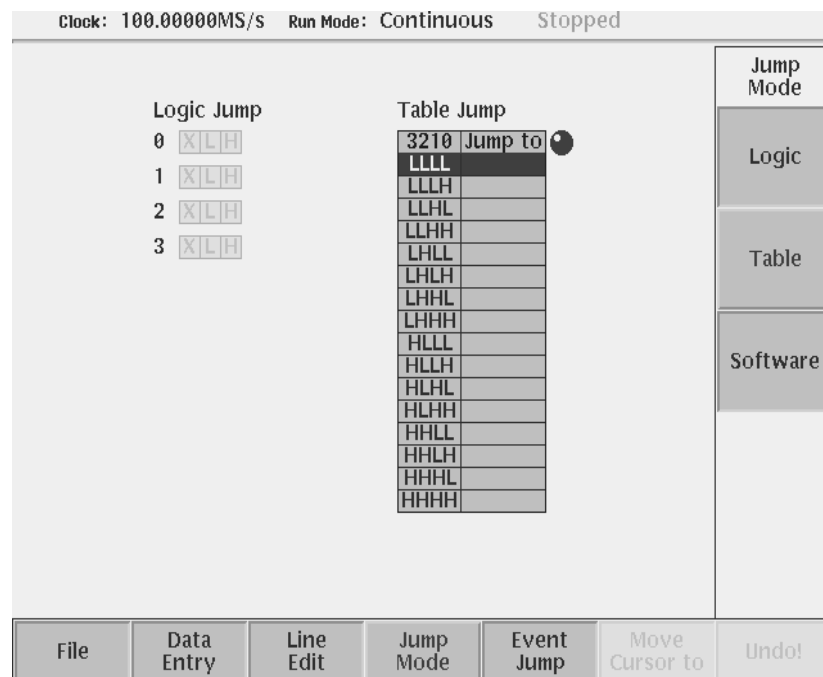 Clock: 100.00000MS/s Run Mode: Continuous Stopped
Jump
Mode
Logic
Table
Software
Logic Jump
0 X L H
1 X L H
2 X L H
3 X L H
Table Jump
3210 Jump to
LLLL
LLLH
LLHL
LLHH
LHLL
LHLH
LHHL
LHHH
HLLL
HLLH
HLHL
HLHH
HHLL
HHLH
HHHL
HHHH
File
Data
Entry
Line
Edit
Jump
Mode
Event
Jump
Move
Cursor to
Undo!